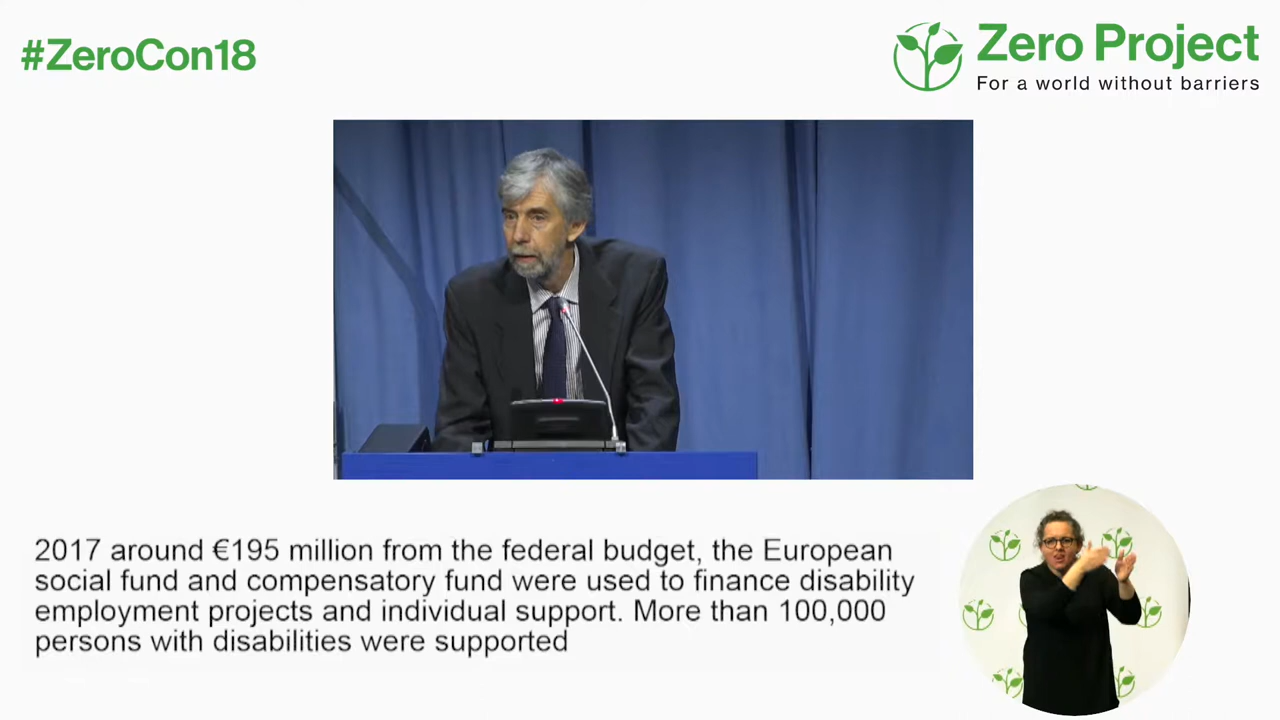 #ZeroCon18
Zero Project
For a world without barriers
2017 around €195 million from the federal budget, the European
social fund and compensatory fund were used to finance disability
employment projects and individual support. More than 100,000
persons with disabilities were supported